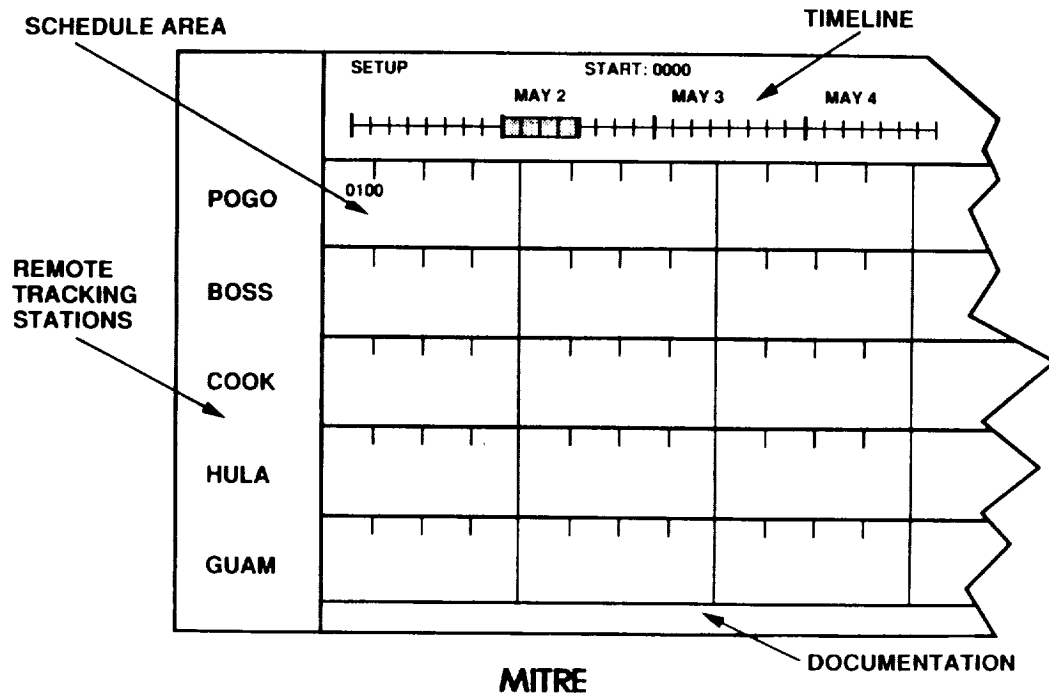 SCHEDULE AREA
TIMELINE
SETUP
START: 0000
MAY 2
MAY 3
MAY 4
0100
POGO
REMOTE
TRACKING
STATIONS
BOSS
COOK
HULA
GUAM
DOCUMENTATION
MITRE